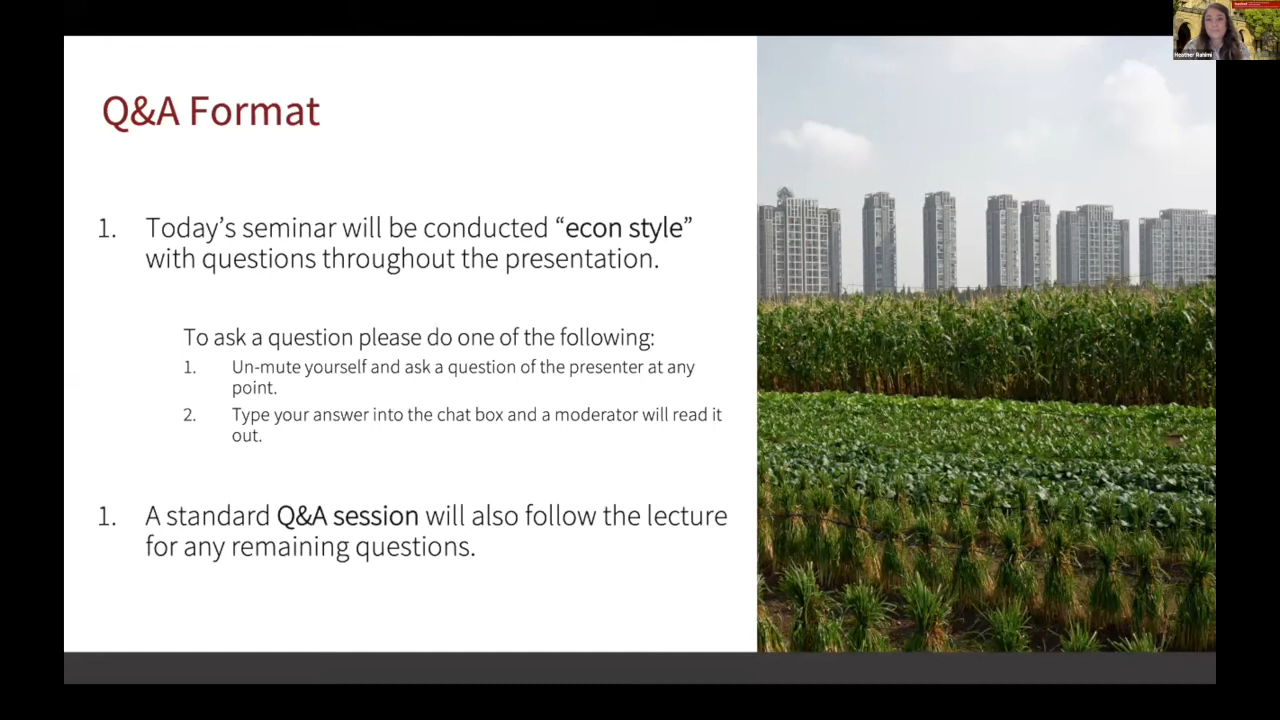 Q&A Format
1. Today's seminar will be conducted “econ style”
with questions throughout the presentation.
To ask a question please do one of the following:
1. Un-mute yourself and ask a question of the presenter at any
point.
2. Type your answer into the chat box and a moderator will read it
out.
1. A standard Q&A session will also follow the lecture
for any remaining questions.
Heather Rahimi